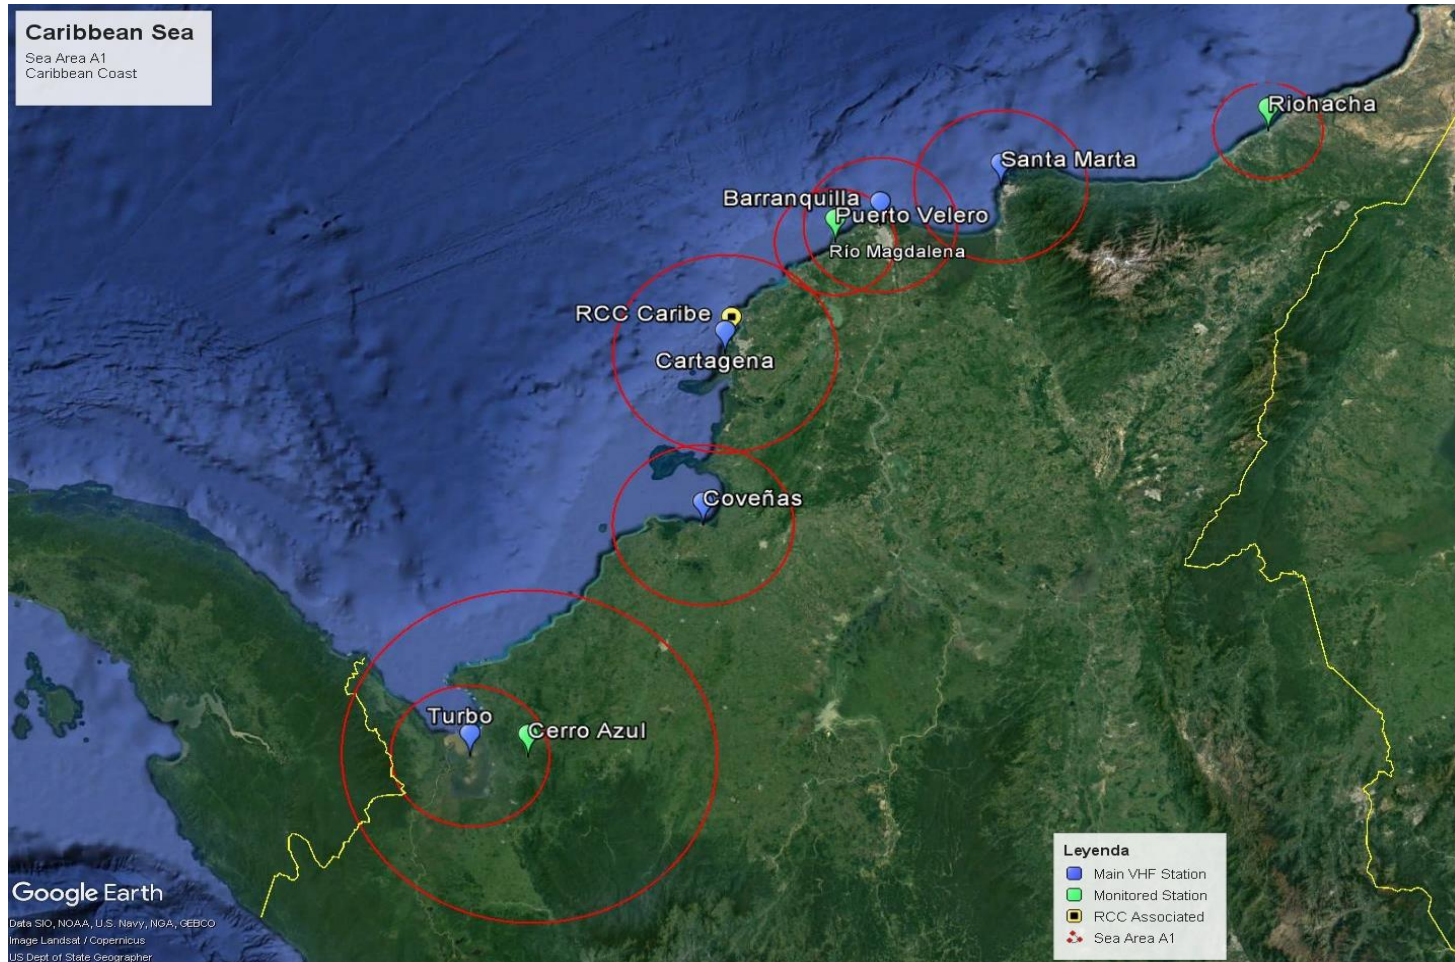 Caribbean Sea
Sea Area A1
Caribbean Coast
Riohacha
Santa Marta
Barranquilla
Puerto Velero
Río Magdalena
RCC Caribe
Cartagena
Coveñas
Turbo
Cerro Azul
Leyenda
Main VHF Station
Monitored Station
RCC Associated
Sea Area A1
Google Earth
Data SIO, NOAA, U.S. Navy, NGA, GEBCO
Image Landsat / Copernicus
US Dept of State Geographer